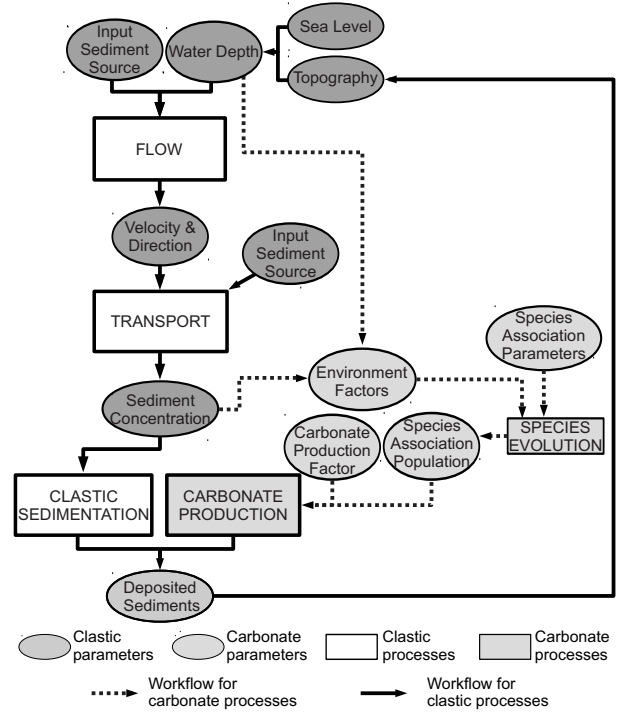 Input
Sediment
Source
Water Depth
Sea Level
Topography
FLOW
Velocity &
Direction
Input
Sediment
Source
TRANSPORT
Species
Association
Parameters
Environment
Factors
Sediment
Concentration
Carbonate
Production
Factor
Species
Association
Population
SPECIES
EVOLUTION
CLASTIC
SEDIMENTATION
CARBONATE
PRODUCTION
Deposited
Sediments
Clastic
parameters
Carbonate
parameters
Clastic
processes
Carbonate
processes
Workflow for
carbonate processes
Workflow for
clastic processes